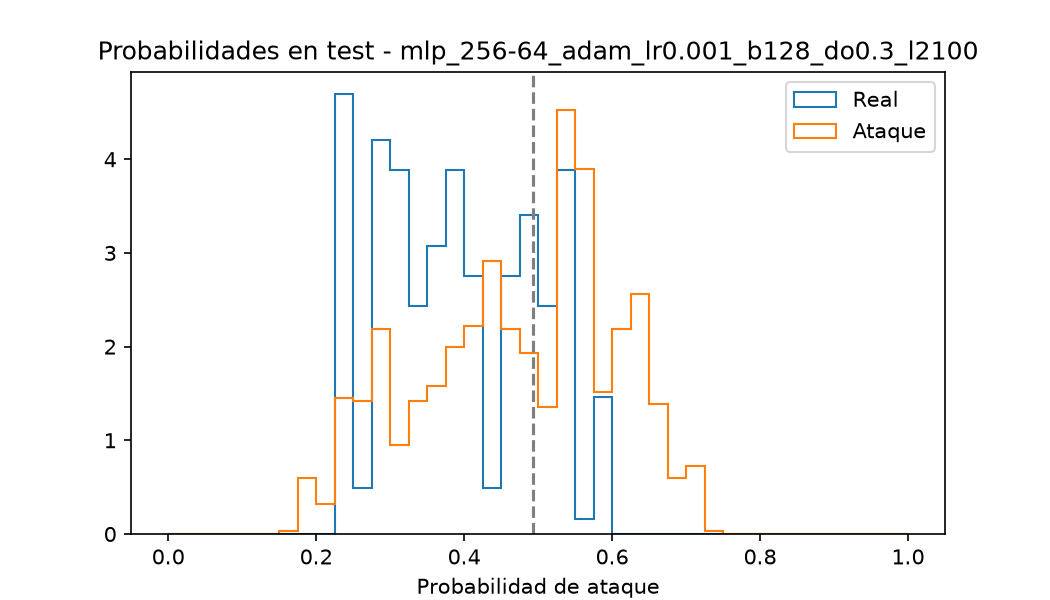 Probabilidades en test - mlp_256-64_adam_lr0.001_b128_do0.3_l2100
Real
Ataque
4
3
2
1
0
0.0 0.2 0.4 0.6 0.8 1.0
Probabilidad de ataque